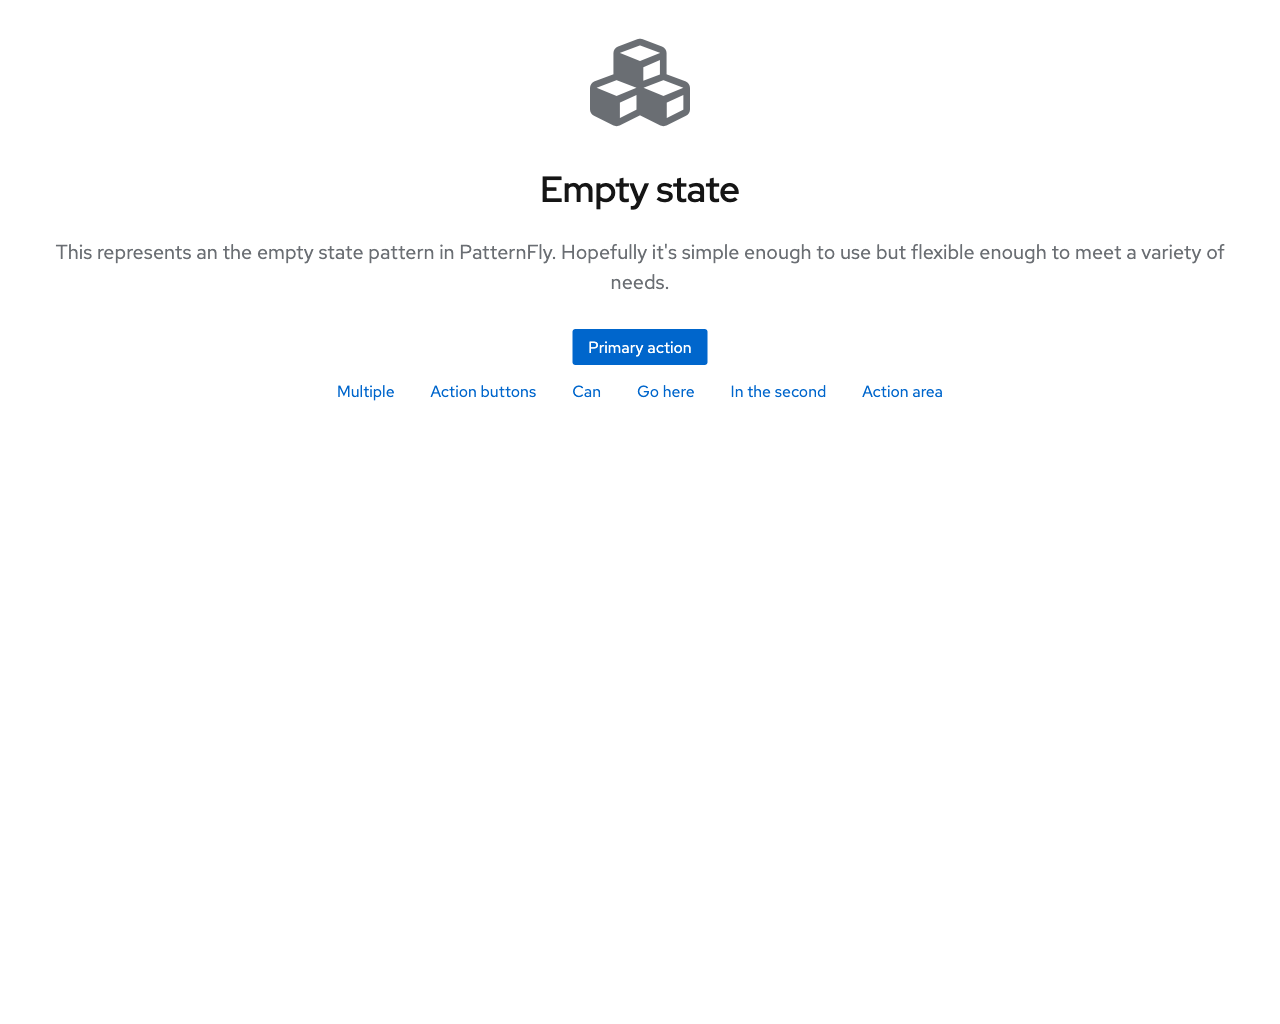 Empty state
This represents an the empty state pattern in PatternFly. Hopefully it's simple enough to use but flexible enough to meet a variety of
needs.
Primary action
Multiple Action buttons Can Go here In the second Action area